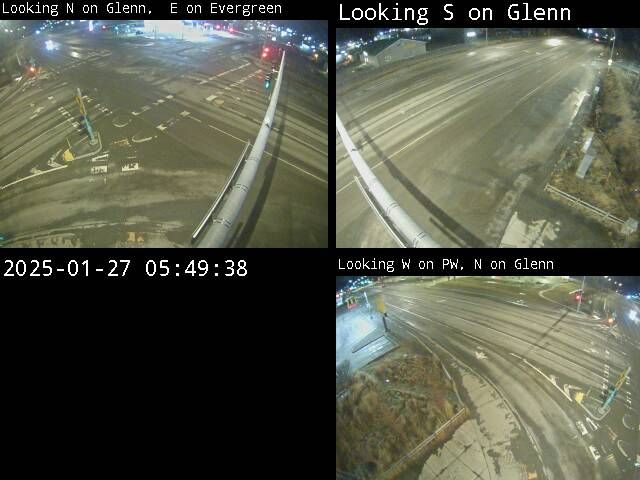 Looking N on Glenn,  E on Evergreen
Looking S on Glenn
2025-01-27 05:49:38
Looking W on PW, N on Glenn